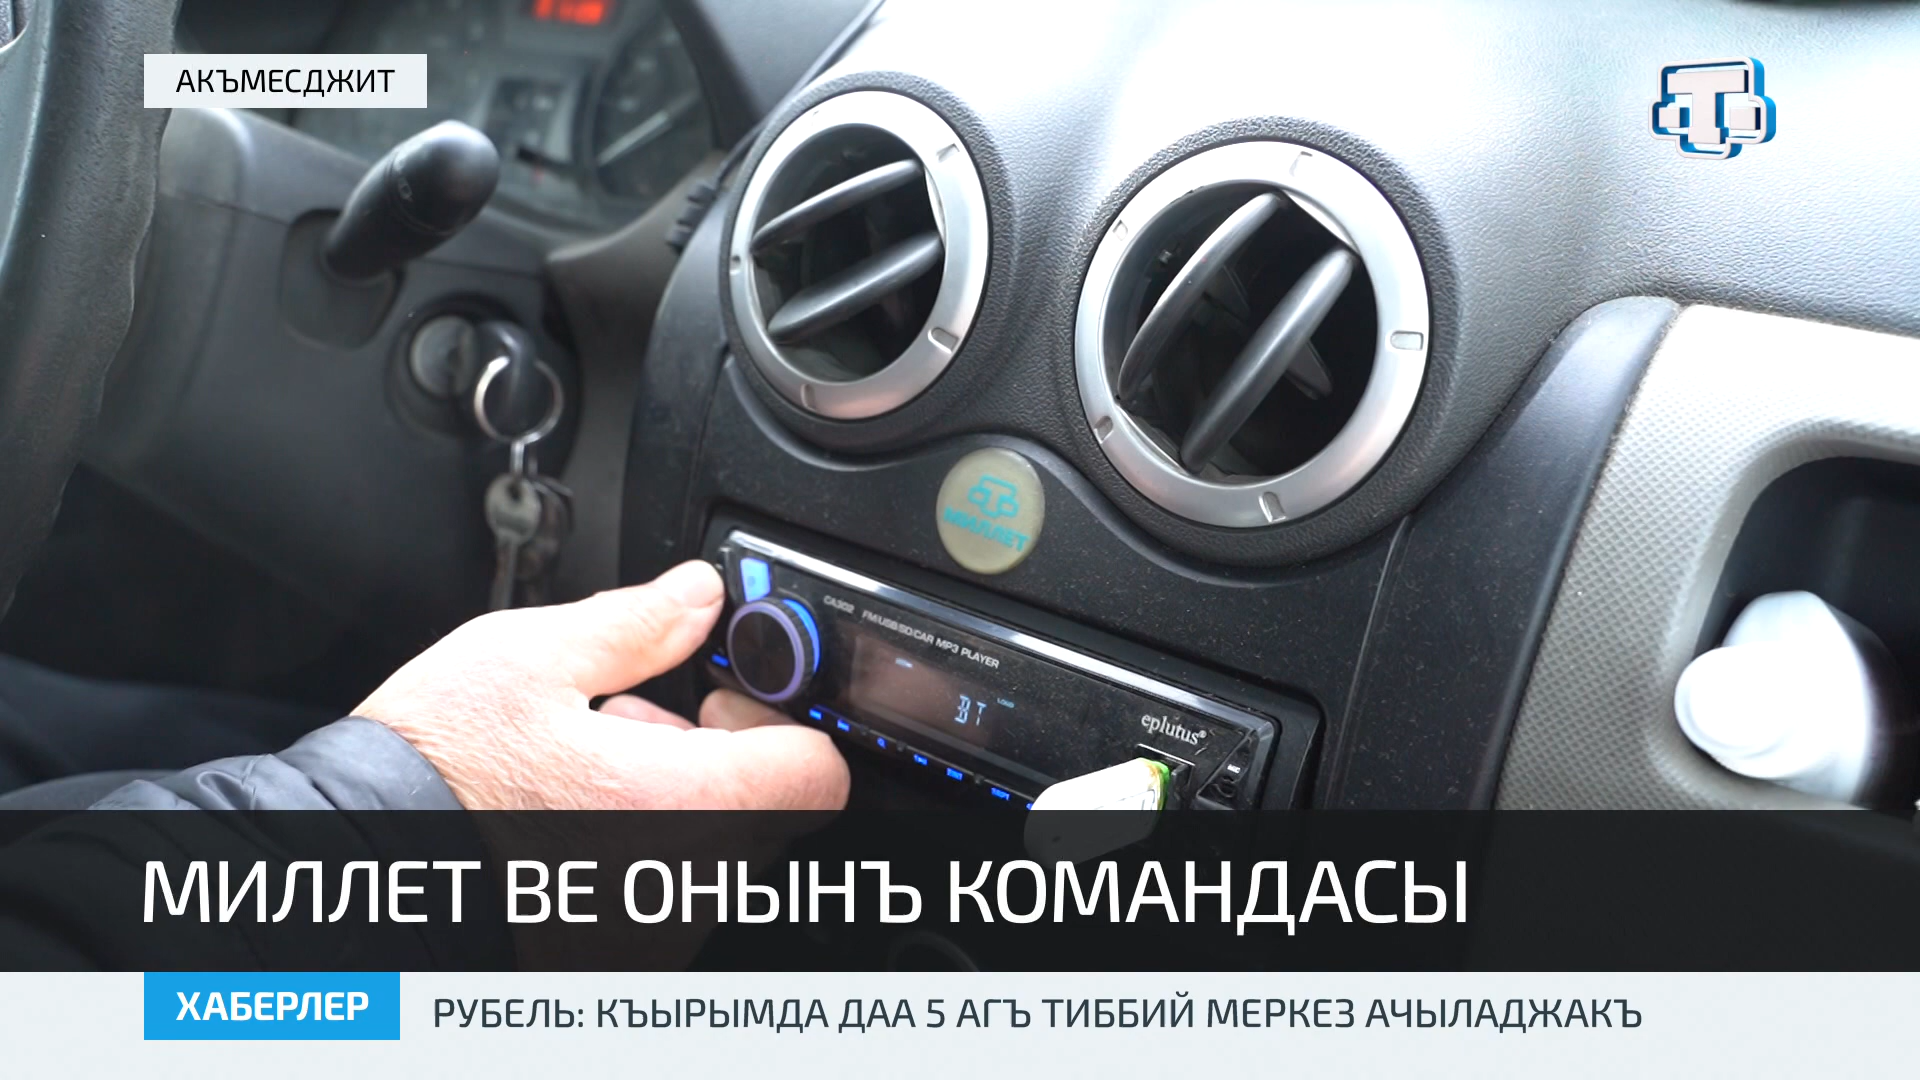 АКЪМЕСДЖИТ
МИЛЛЕТ
CA302 FM/USB/SD/CAR MP3 PLAYER
LOUD
BT
eplutus®
МИЛЛЕТ ВЕ ОНЫНЪ КОМАНДАСЫ
ХАБЕРЛЕР
РУБЕЛЬ: КЪЫРЫМДА ДАА 5 АГЪ ТИББИЙ МЕРКЕЗ АЧЫЛАДЖАКЪ